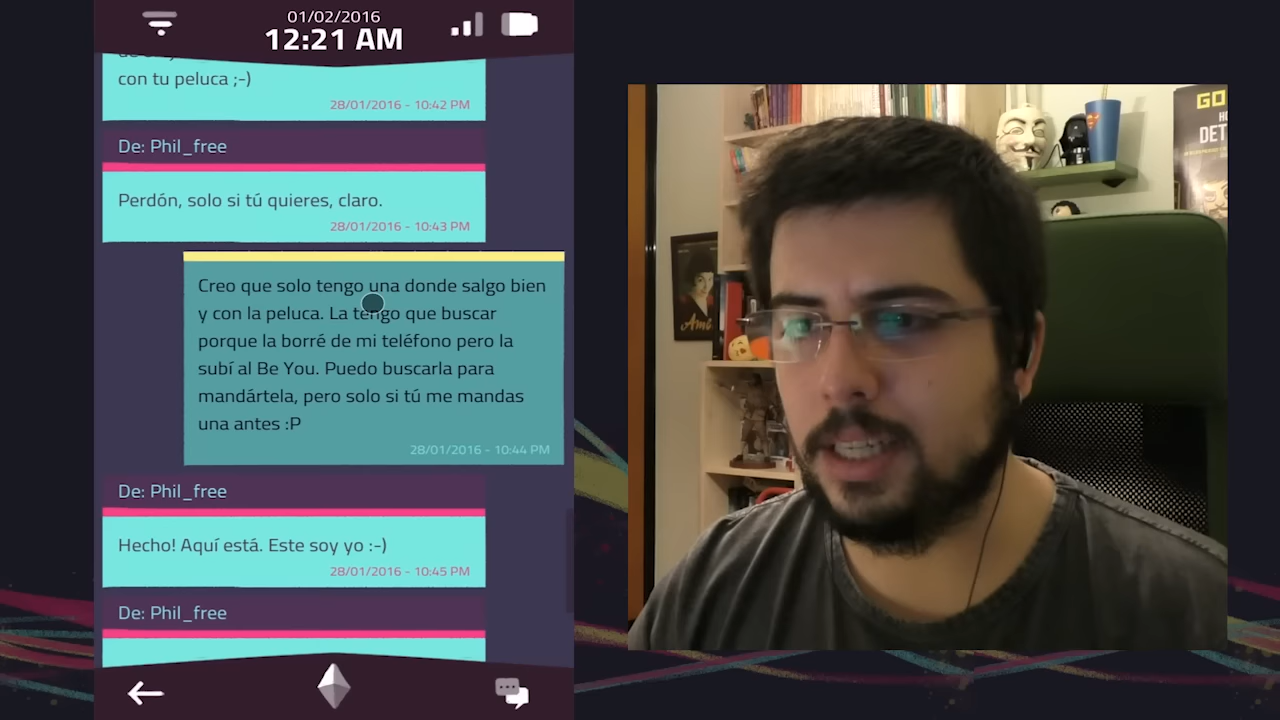 01/02/2016
12:21 AM
con tu peluca ;-)
28/01/2016 - 10:42 PM
De: Phil_free
Perdón, solo si tú quieres, claro.
28/01/2016 - 10:43 PM
Creo que solo tengo una donde salgo bien
y con la peluca. La tengo que buscar
porque la borré de mi teléfono pero la
subí al Be You. Puedo buscarla para
mandártela, pero solo si tú me mandas
una antes :P
28/01/2016 - 10:44 PM
De: Phil_free
Hecho! Aquí está. Este soy yo :-)
28/01/2016 - 10:45 PM
De: Phil_free
GO
DET